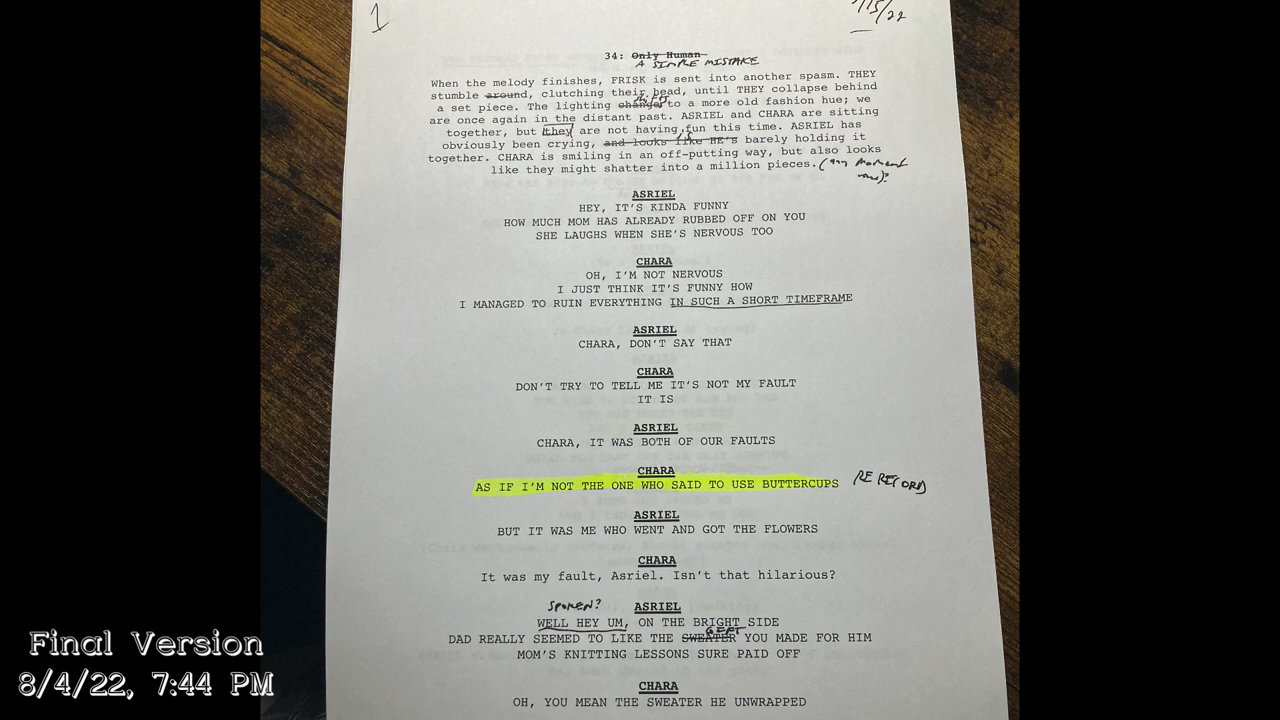 1
/15/22
34: Only Human
A SIMPLE MISTAKE
When the melody finishes, FRISK is sent into another spasm. THEY
stumble around, clutching their head, until THEY collapse behind
a set piece. The lighting changes to a more old fashion hue; we
are once again in the distant past. ASRIEL and CHARA are sitting
together, but they are not having fun this time. ASRIEL has
obviously been crying, and looks like HE's barely holding it
is
together. CHARA is smiling in an off-putting way, but also looks
like they might shatter into a million pieces. (any moment
now)?
ASRIEL
HEY, IT'S KINDA FUNNY
HOW MUCH MOM HAS ALREADY RUBBED OFF ON YOU
SHE LAUGHS WHEN SHE'S NERVOUS TOO
CHARA
OH, I'M NOT NERVOUS
I JUST THINK IT'S FUNNY HOW
I MANAGED TO RUIN EVERYTHING IN SUCH A SHORT TIMEFRAME
ASRIEL
CHARA, DON'T SAY THAT
CHARA
DON'T TRY TO TELL ME IT'S NOT MY FAULT
IT IS
ASRIEL
CHARA, IT WAS BOTH OF OUR FAULTS
CHARA
AS IF I'M NOT THE ONE WHO SAID TO USE BUTTERCUPS RE RECORD
ASRIEL
BUT IT WAS ME WHO WENT AND GOT THE FLOWERS
CHARA
It was my fault, Asriel. Isn't that hilarious?
SPOKEN? ASRIEL
WELL HEY UM, ON THE BRIGHT SIDE
GIFT
DAD REALLY SEEMED TO LIKE THE SWEATER YOU MADE FOR HIM
MOM'S KNITTING LESSONS SURE PAID OFF
CHARA
OH, YOU MEAN THE SWEATER HE UNWRAPPED
Final Version
8/4/22, 7:44 PM